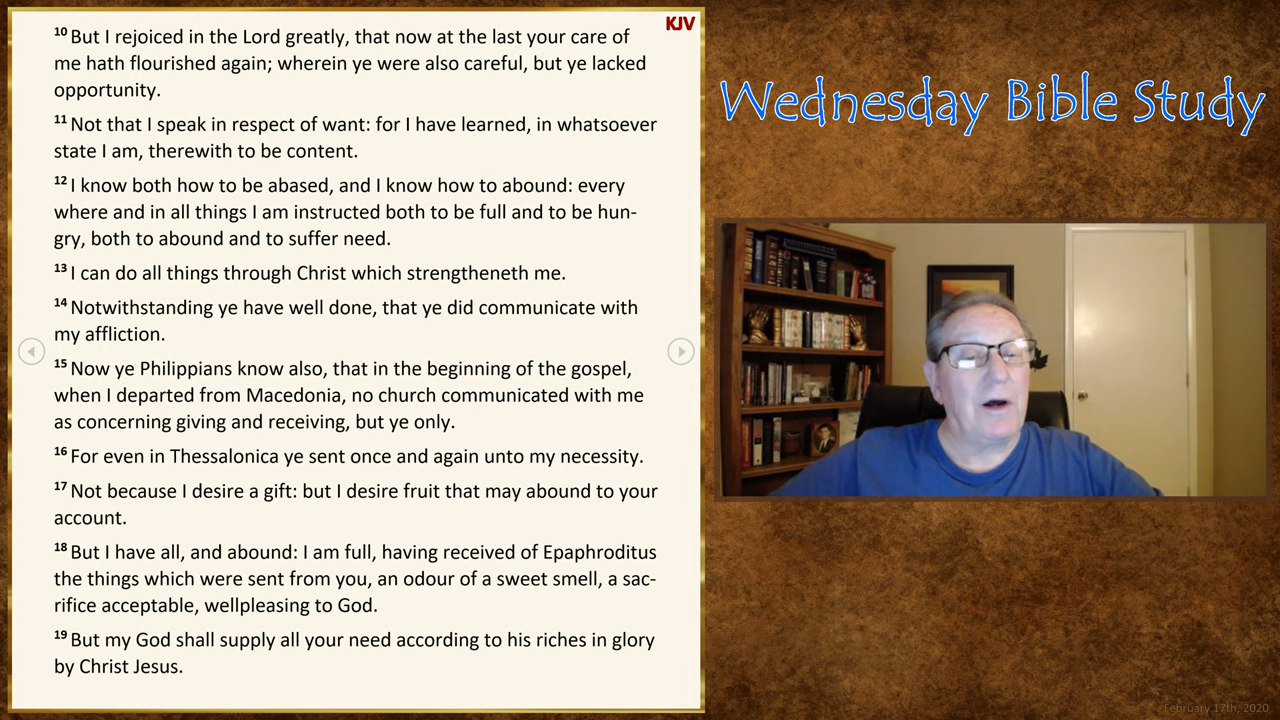 KJV
10 But I rejoiced in the Lord greatly, that now at the last your care of
me hath flourished again; wherein ye were also careful, but ye lacked
opportunity.
11 Not that I speak in respect of want: for I have learned, in whatsoever
state I am, therewith to be content.
12 I know both how to be abased, and I know how to abound: every
where and in all things I am instructed both to be full and to be hun-
gry, both to abound and to suffer need.
13 I can do all things through Christ which strengtheneth me.
14 Notwithstanding ye have well done, that ye did communicate with
my affliction.
15 Now ye Philippians know also, that in the beginning of the gospel,
when I departed from Macedonia, no church communicated with me
as concerning giving and receiving, but ye only.
16 For even in Thessalonica ye sent once and again unto my necessity.
17 Not because I desire a gift: but I desire fruit that may abound to your
account.
18 But I have all, and abound: I am full, having received of Epaphroditus
the things which were sent from you, an odour of a sweet smell, a sac-
rifice acceptable, wellpleasing to God.
19 But my God shall supply all your need according to his riches in glory
by Christ Jesus.
Wednesday Bible Study
February 17th, 2020